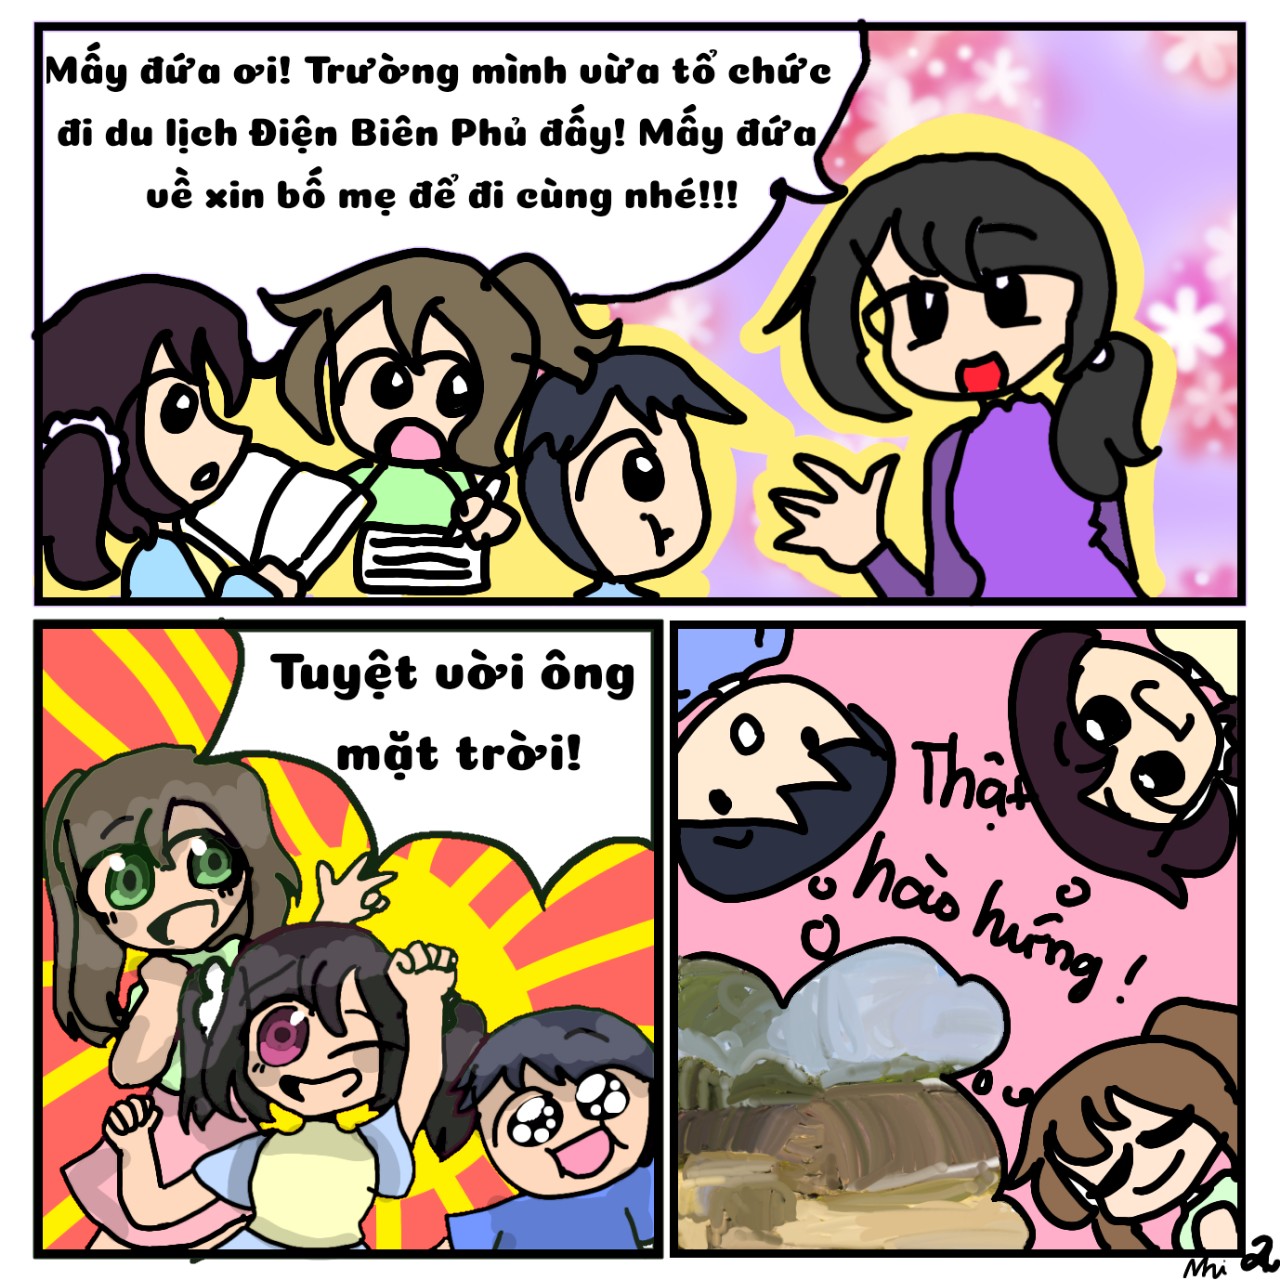 Mấy đứa ơi! Trường mình vừa tổ chức
đi du lịch Điện Biên Phủ đấy! Mấy đứa
về xin bố mẹ để đi cùng nhé!!!
Tuyệt vời ông
mặt trời!
Thật
hào hứng!
Nhi 2